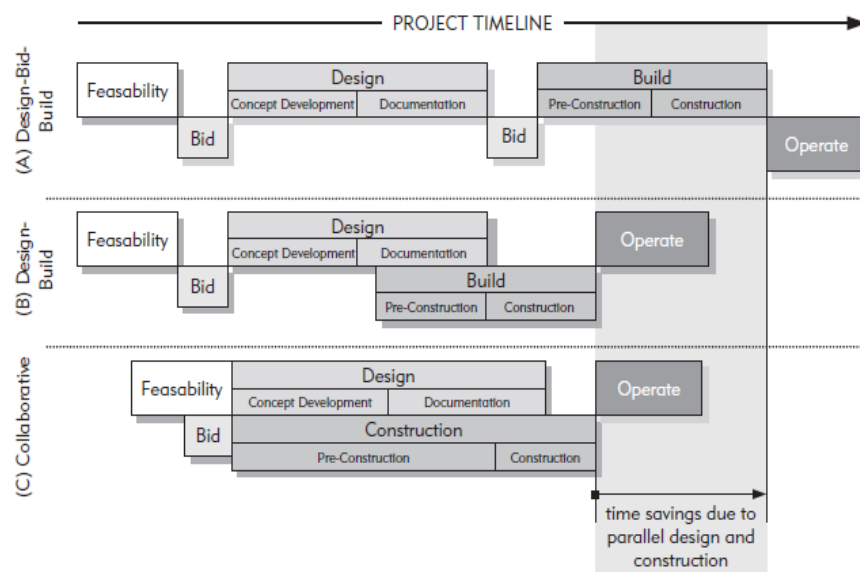 PROJECT TIMELINE
(A) Design-Bid-
Build
Feasability
Bid
Design
Concept Development
Documentation
Bid
Build
Pre-Construction
Construction
Operate
(B) Design-
Build
Feasability
Bid
Design
Concept Development
Documentation
Build
Pre-Construction
Construction
Operate
(C) Collaborative
Feasability
Bid
Design
Concept Development
Documentation
Construction
Pre-Construction
Construction
Operate
time savings due to
parallel design and
construction